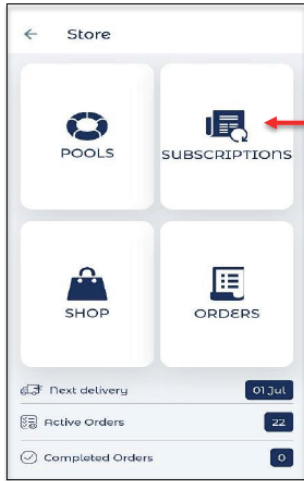 Store
POOLS
SUBSCRIPTIONS
SHOP
ORDERS
Next delivery 01 Jul
Active Orders 22
Completed Orders 0